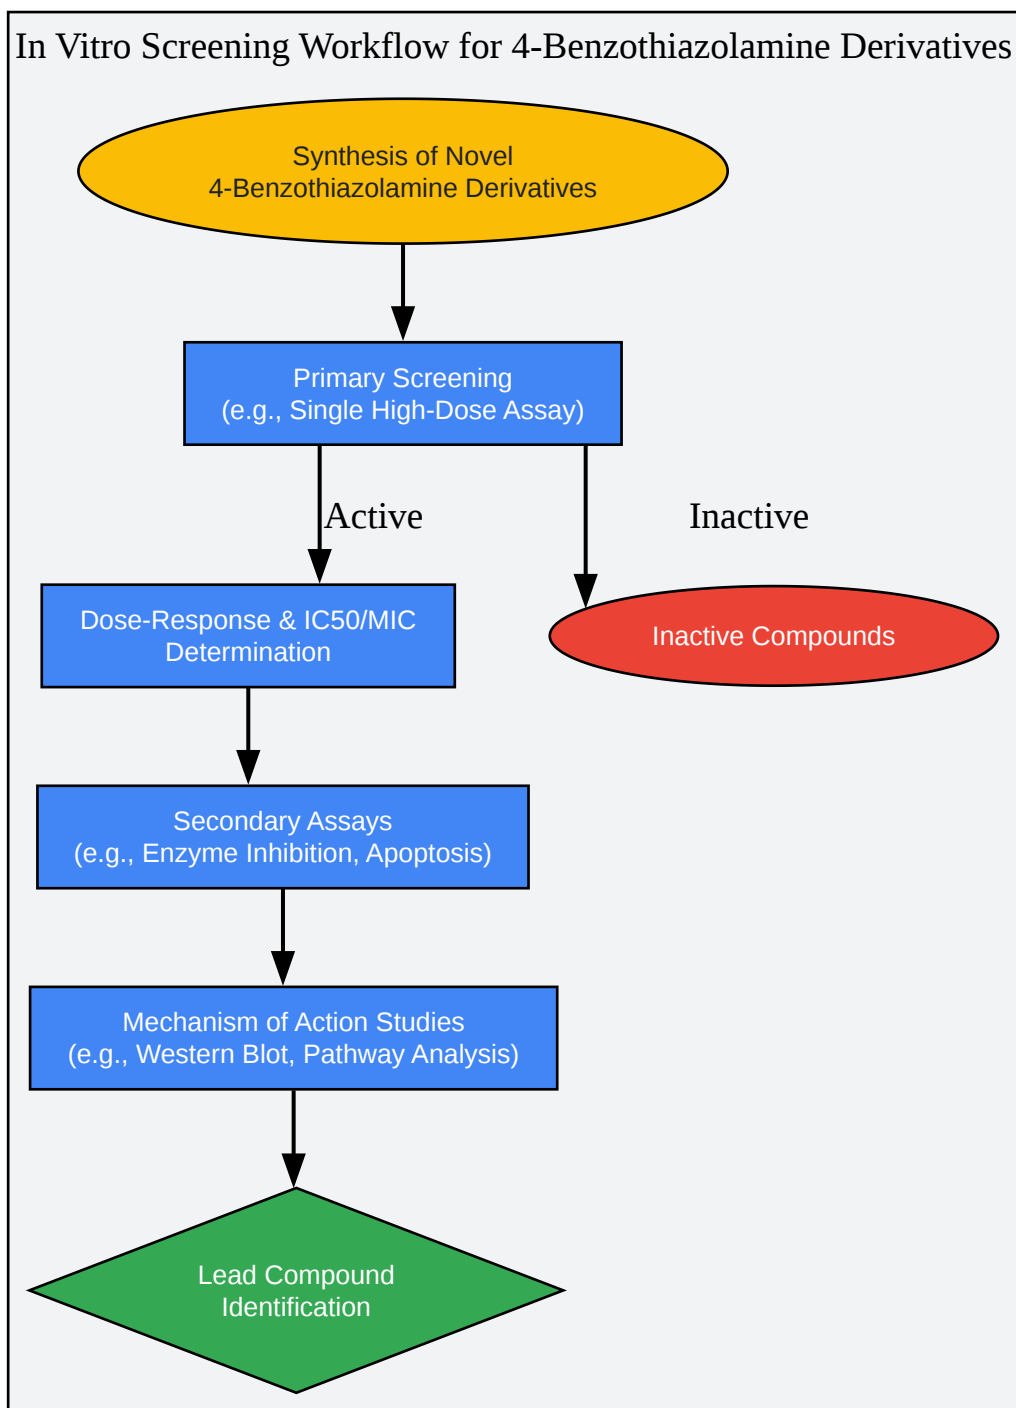 In Vitro Screening Workflow for 4-Benzothiazolamine Derivatives
Synthesis of Novel
4-Benzothiazolamine Derivatives
Primary Screening
(e.g., Single High-Dose Assay)
Active
Inactive
Dose-Response & IC50/MIC
Determination
Inactive Compounds
Secondary Assays
(e.g., Enzyme Inhibition, Apoptosis)
Mechanism of Action Studies
(e.g., Western Blot, Pathway Analysis)
Lead Compound
Identification